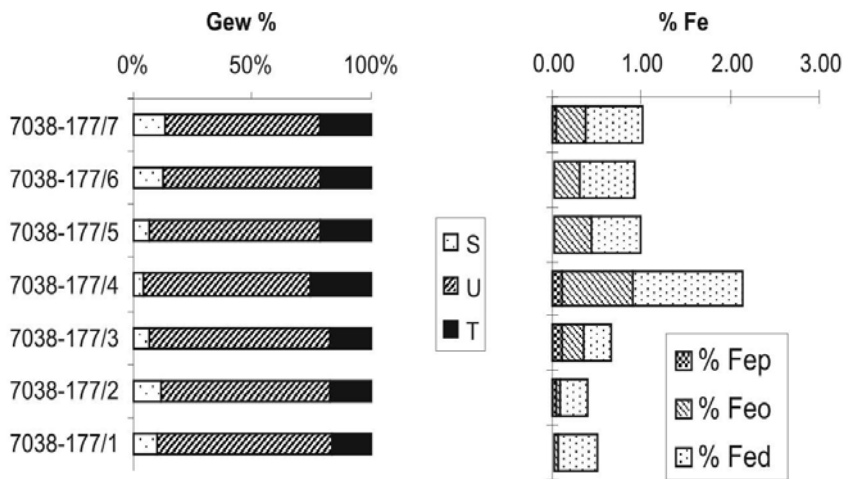 Gew %
0% 50% 100%
7038-177/7
7038-177/6
7038-177/5
7038-177/4
7038-177/3
7038-177/2
7038-177/1
S
U
T
% Fe
0.00 1.00 2.00 3.00
% Fep
% Feo
% Fed